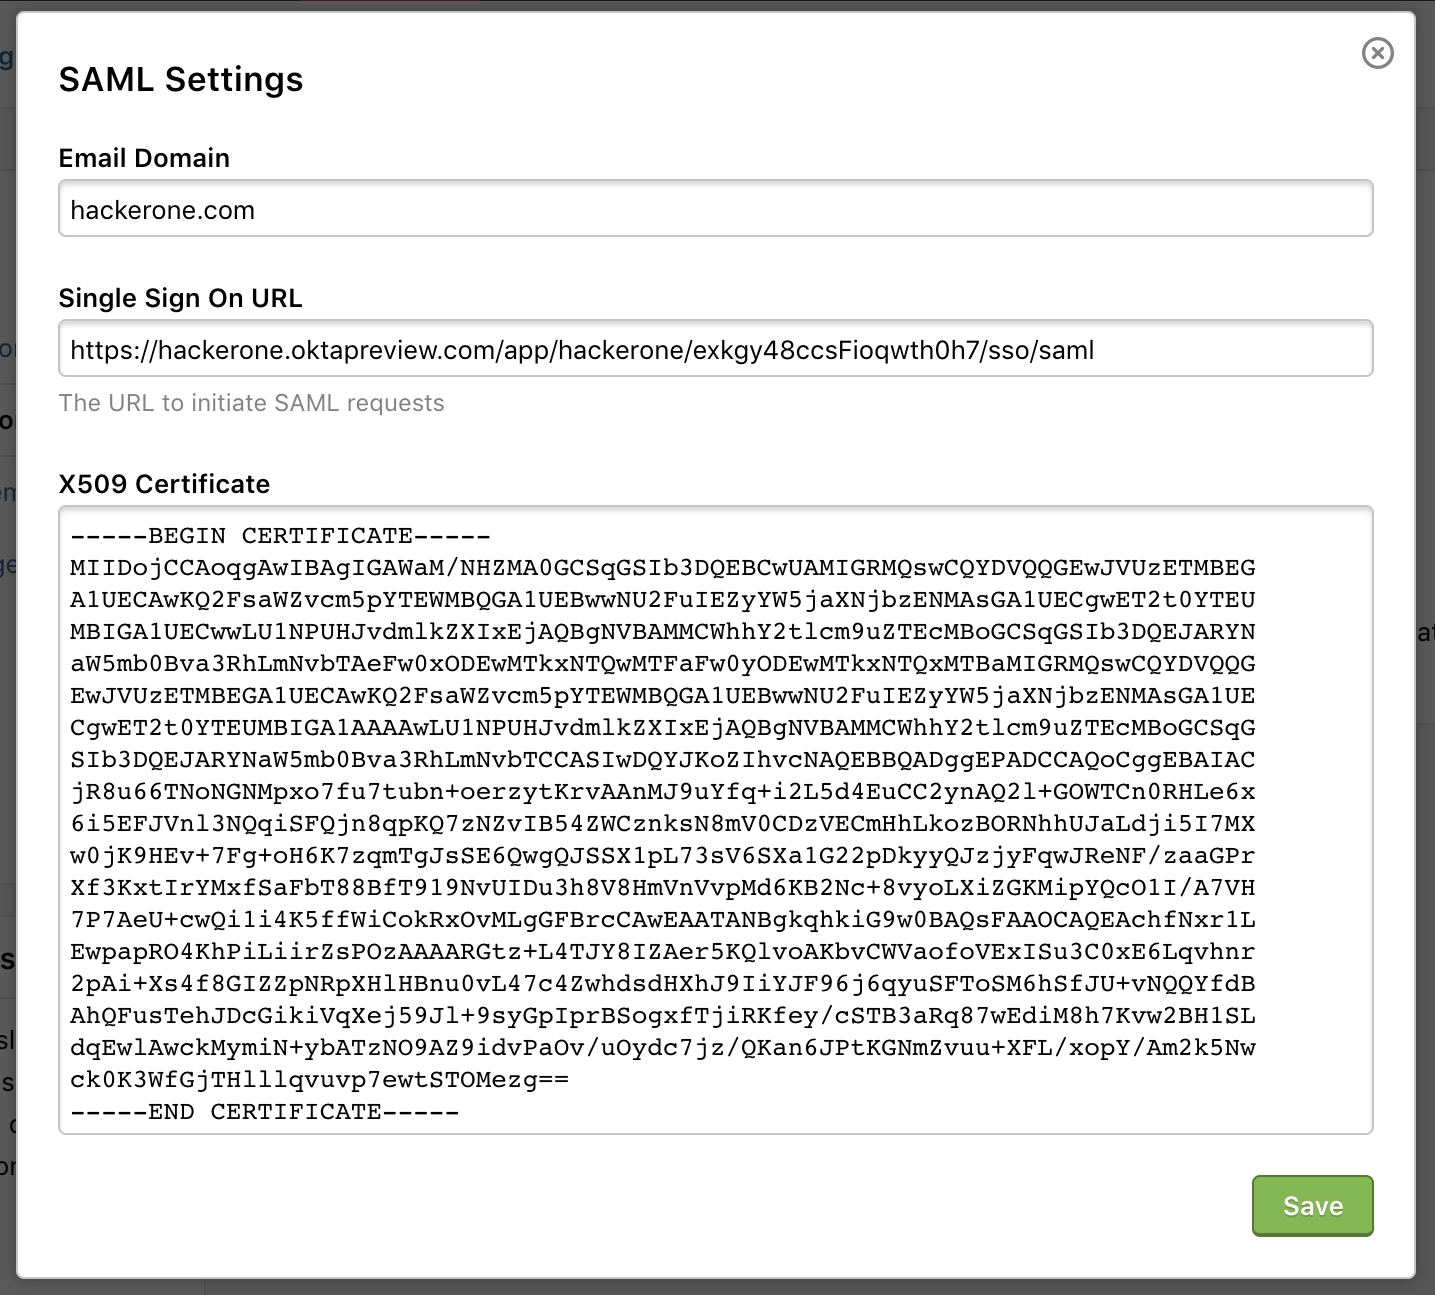 SAML Settings
Email Domain
hackerone.com
Single Sign On URL
https://hackerone.oktapreview.com/app/hackerone/exkgy48ccsFioqwth0h7/sso/saml
The URL to initiate SAML requests
X509 Certificate
-----BEGIN CERTIFICATE-----
MIIDojCCAoqgAwIBAgIGAWaM/NHZMA0GCSqGSIb3DQEBCwUAMIGRMQswCQYDVQQGEwJVUzETMBEG
A1UECAwKQ2FsaWZvcm5pYTEWMBQGA1UEBwwNU2FuIEZyYW5jaXNjbzENMAsGA1UECgwET2t0YTEU
MBIGA1UECwwLU1NPUHJvdmlkZXIxEjAQBgNVBAMMCWhhY2tlcm9uZTEcMBoGCSqGSIb3DQEJARYN
aW5mb0Bva3RhLmNvbTAeFw0xODEwMTkxNTQwMTFaFw0yODEwMTkxNTQxMTBaMIGRMQswCQYDVQQG
EwJVUzETMBEGA1UECAwKQ2FsaWZvcm5pYTEWMBQGA1UEBwwNU2FuIEZyYW5jaXNjbzENMAsGA1UE
CgwET2t0YTEUMBIGA1AAAAwLU1NPUHJvdmlkZXIxEjAQBgNVBAMMCWhhY2tlcm9uZTEcMBoGCSqG
SIb3DQEJARYNaW5mb0Bva3RhLmNvbTCCASIwDQYJKoZIhvcNAQEBBQADggEPADCCAQoCggEBAIAC
jR8u66TNoNGNMpxo7fu7tubn+oerzytKrvAAnMJ9uYfq+i2L5d4EuCC2ynAQ2l+GOWTCn0RHLe6x
6i5EFJVnl3NQqiSFQjn8qpKQ7zNZvIB54ZWCznksN8mV0CDzVECmHhLkozBORNhhUJaLdji5I7MX
w0jK9HEv+7Fg+oH6K7zqmTgJsSE6QwgQJSSX1pL73sV6SXa1G22pDkyyQJzjyFqwJReNF/zaaGPr
Xf3KxtIrYMxfSaFbT88BfT919NvUIDu3h8V8HmVnVvpMd6KB2Nc+8vyoLXiZGKMipYQcO1I/A7VH
7P7AeU+cwQi1i4K5ffWiCokRxOvMLgGFBrcCAwEAATANBgkqhkiG9w0BAQsFAAOCAQEAchfNxr1L
EwpapRO4KhPiLiirZsPOzAAAARGtz+L4TJY8IZAer5KQlvoAKbvCWVaofoVExISu3C0xE6Lqvhnr
2pAi+Xs4f8GIZZpNRpXHlHBnu0vL47c4ZwhdsdHXhJ9IiYJF96j6qyuSFToSM6hSfJU+vNQQYfdB
AhQFusTehJDcGikiVqXej59Jl+9syGpIprBSogxfTjiRKfey/cSTB3aRq87wEdiM8h7Kvw2BH1SL
dqEwlAwckMymiN+ybATzNO9AZ9idvPaOv/uOydc7jz/QKan6JPtKGNmZvuu+XFL/xopY/Am2k5Nw
ck0K3WfGjTHlllqvuvp7ewtSTOMezg==
-----END CERTIFICATE-----
Save